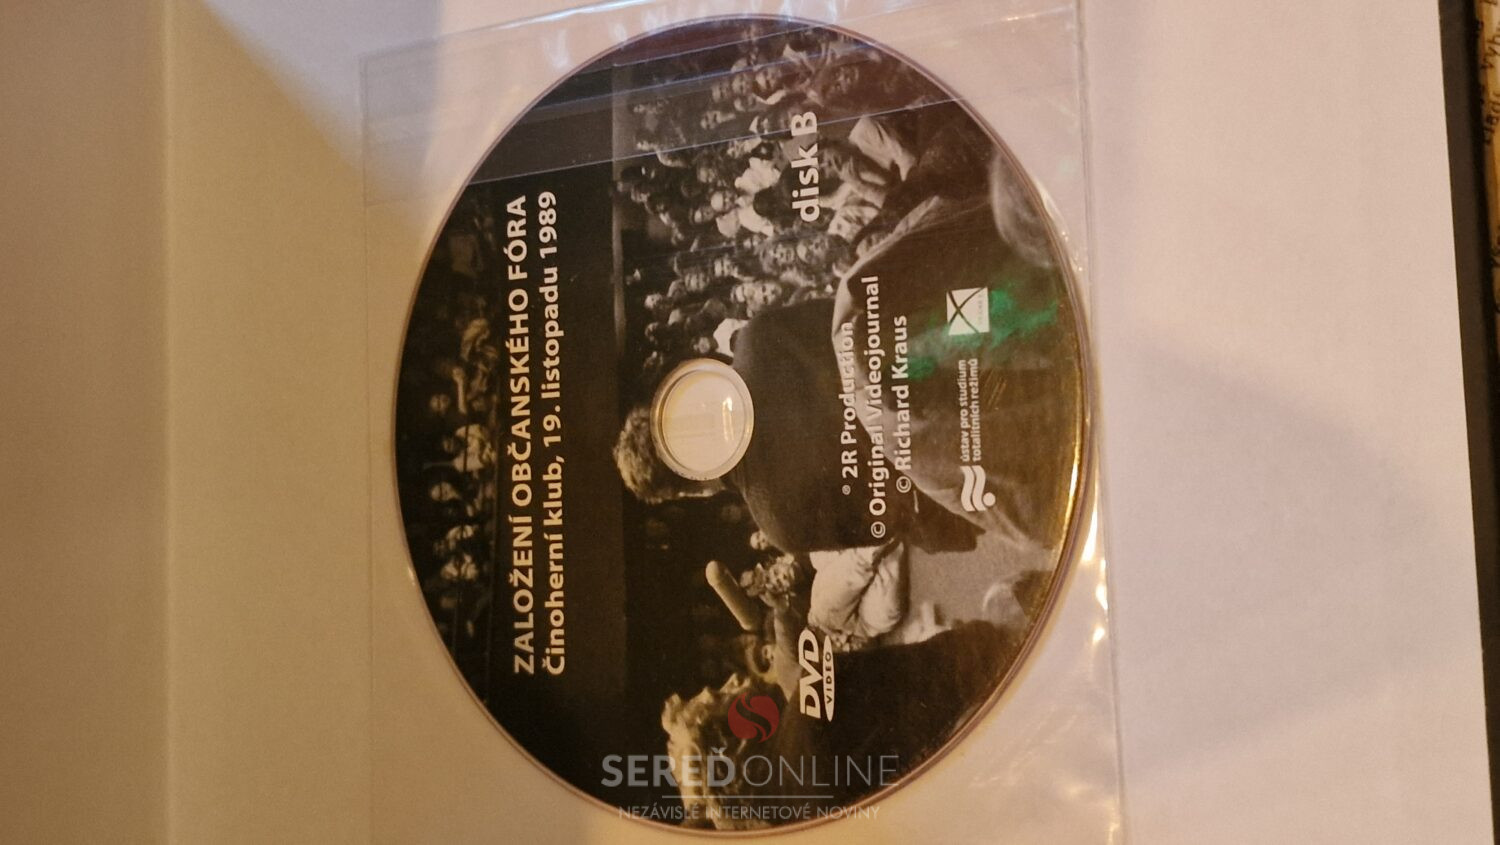 ZALOŽENÍ OBČANSKÉHO FÓRA
Činoherní klub, 19. listopadu 1989
disk B
® 2R Production
© Original Videojournal
© Richard Kraus
ústav pro studium
totalitních režimů
DVD
VIDEO
SEREĎONLINE
NEZÁVISLÉ INTERNETOVÉ NOVINY